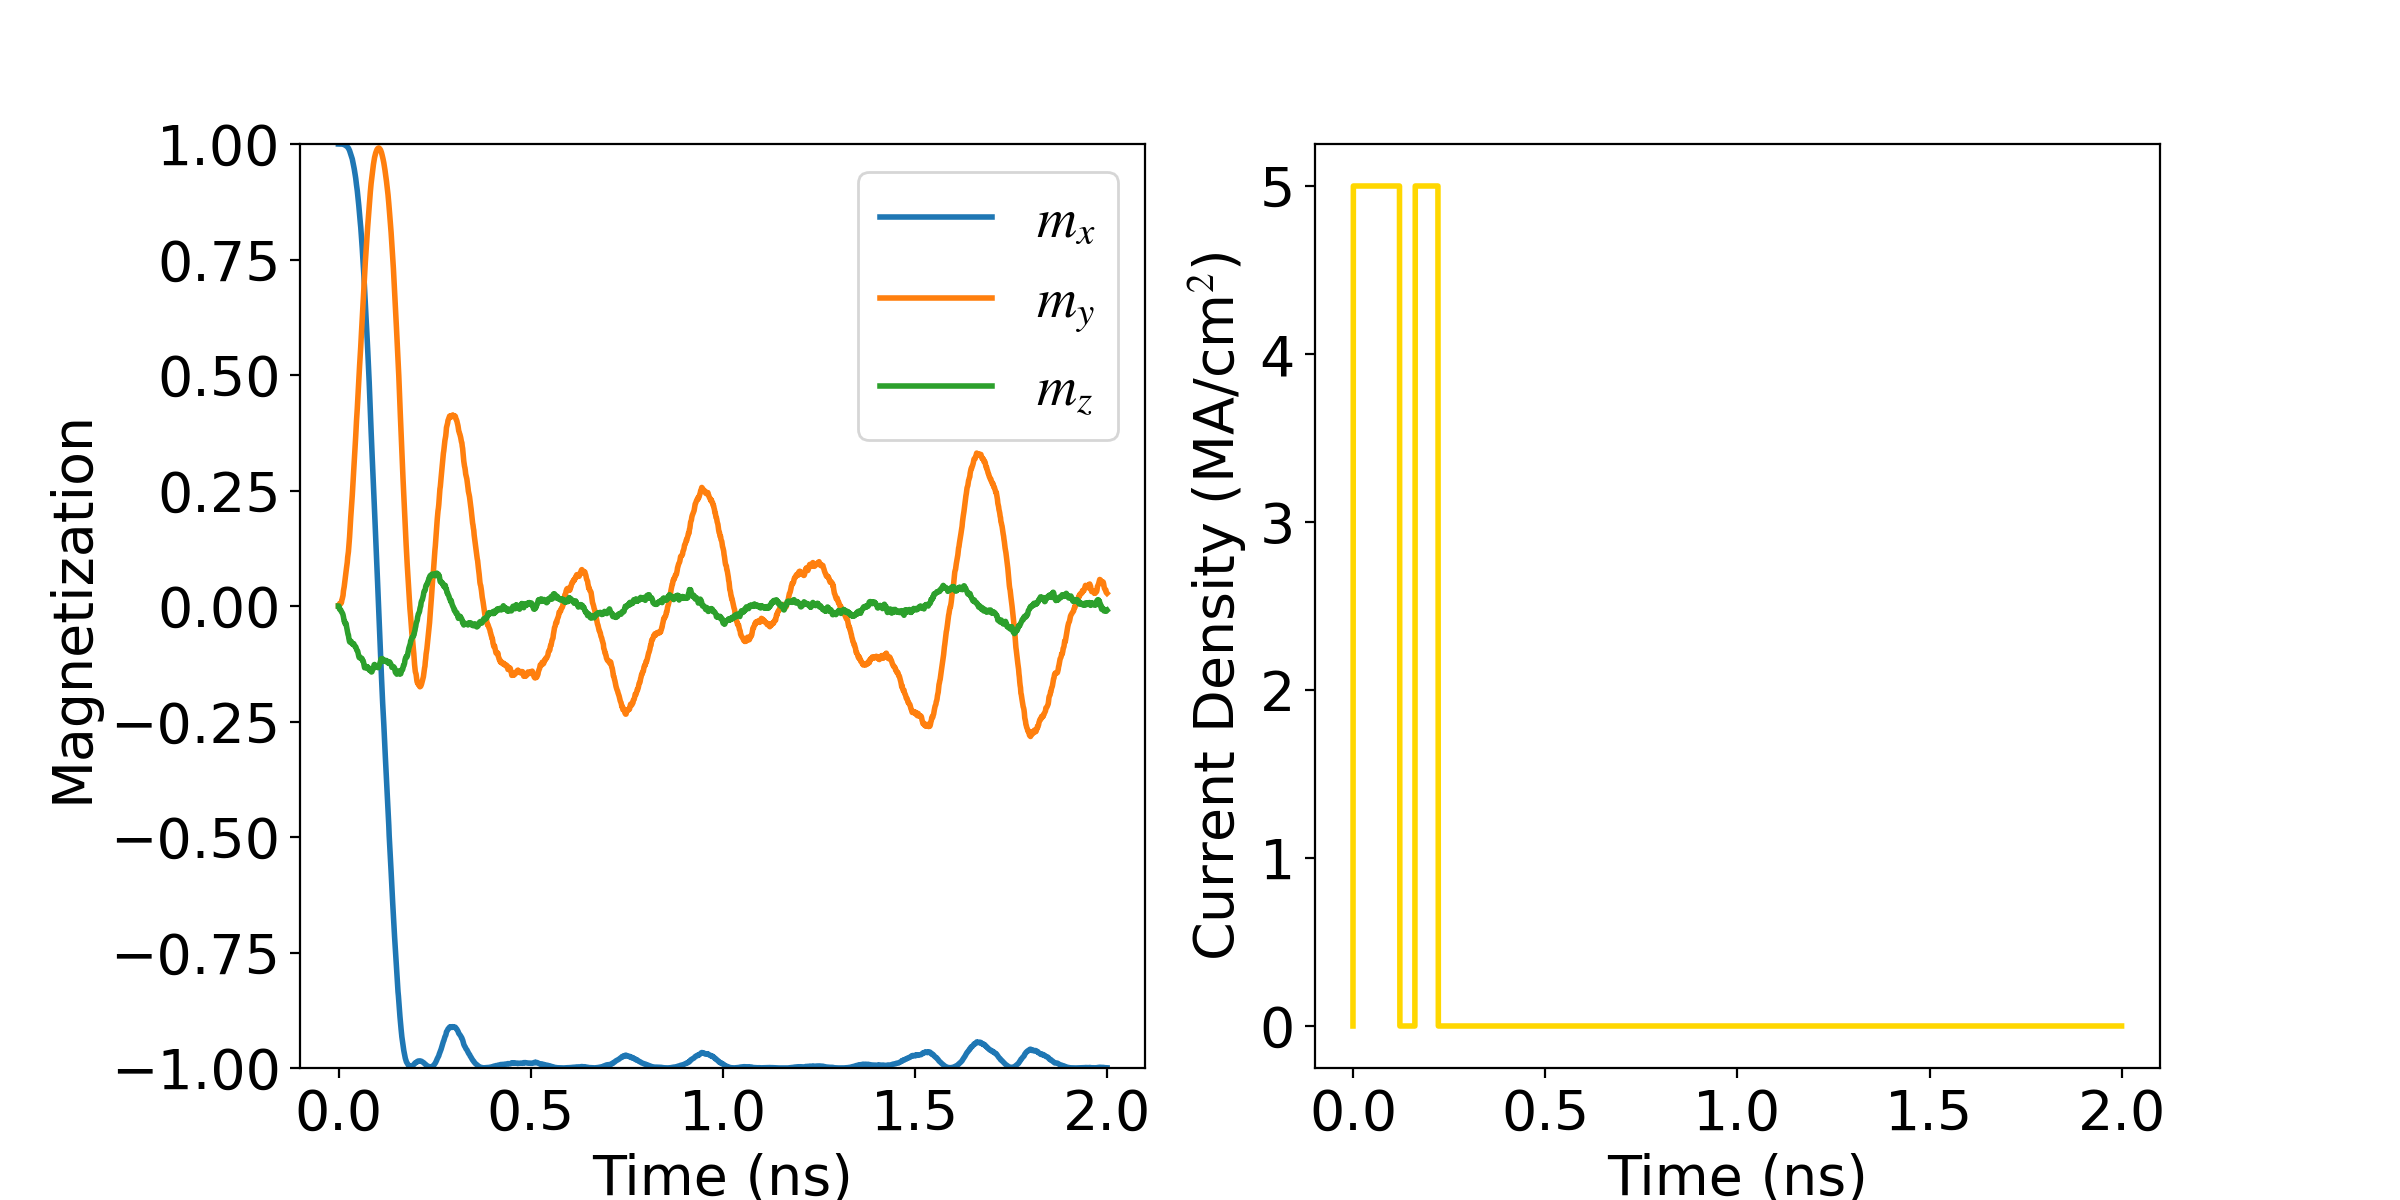 1.00
0.75
0.50
0.25
0.00
−0.25
−0.50
−0.75
−1.00
Magnetization
0.0 0.5 1.0 1.5 2.0
Time (ns)
m_x
m_y
m_z
5
4
3
2
1
0
Current Density (MA/cm²)
0.0 0.5 1.0 1.5 2.0
Time (ns)